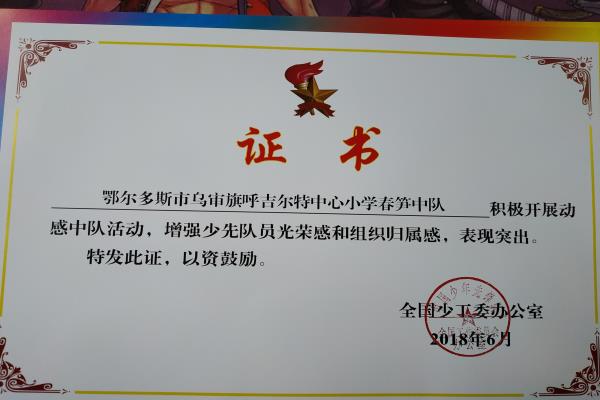 证 书
鄂尔多斯市乌审旗呼吉尔特中心小学春笋中队 积极开展动
感中队活动，增强少先队员光荣感和组织归属感，表现突出。
特发此证，以资鼓励。
全国少工委办公室
2018年6月